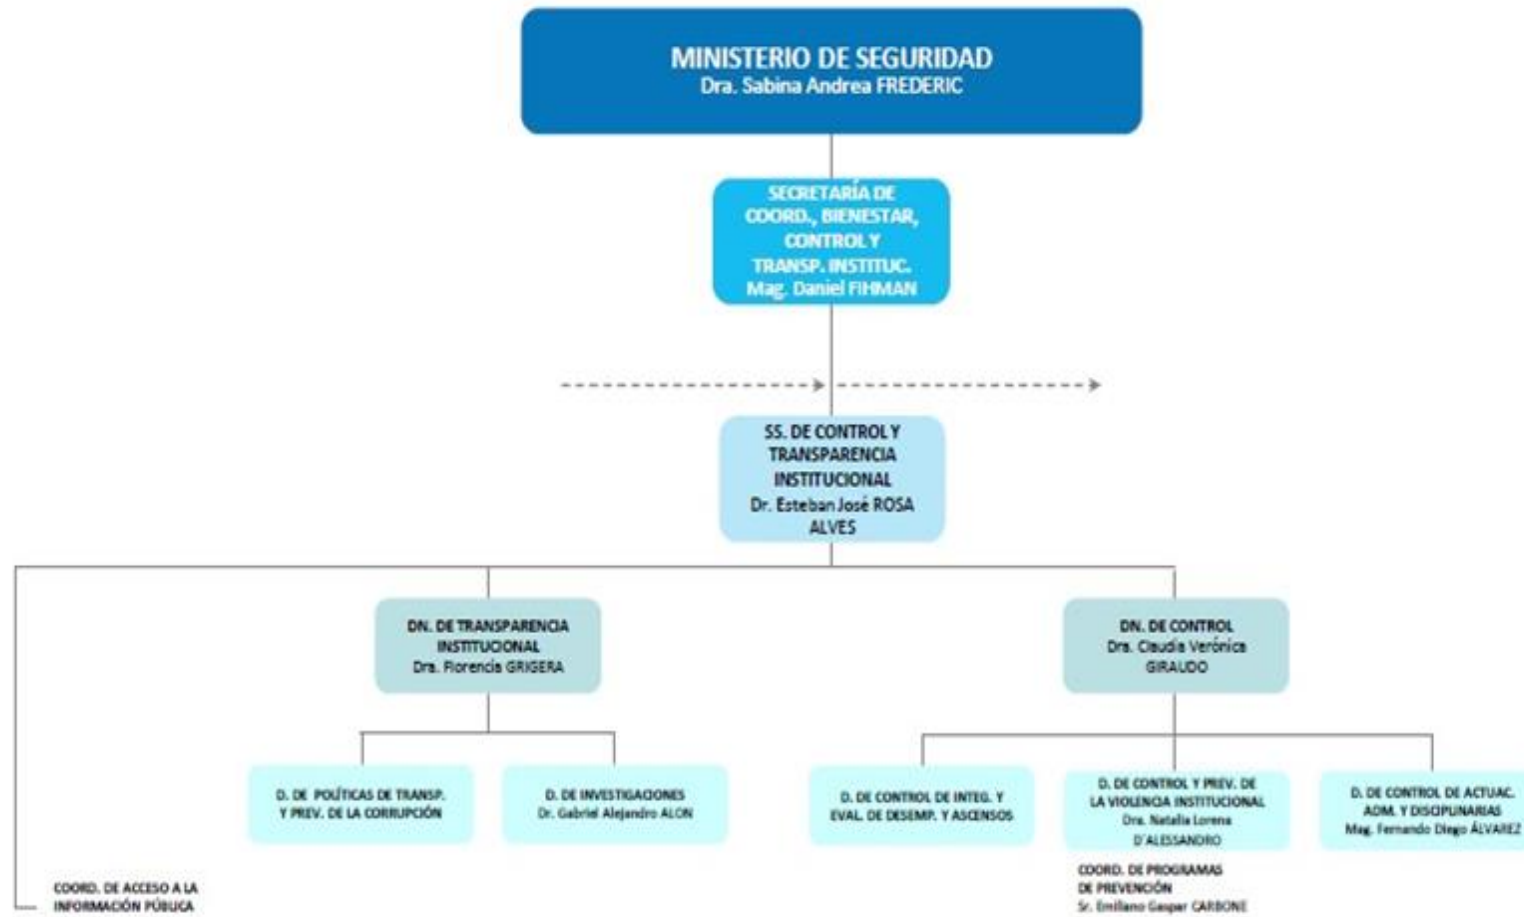 MINISTERIO DE SEGURIDAD
Dra. Sabina Andrea FREDERIC
SECRETARÍA DE
COORD., BIENESTAR,
CONTROL Y
TRANSP. INSTITUC.
Mag. Daniel FIHMAN
SS. DE CONTROL Y
TRANSPARENCIA
INSTITUCIONAL
Dr. Esteban José ROSA
ALVES
DN. DE TRANSPARENCIA
INSTITUCIONAL
Dra. Florencia GRIGERA
DN. DE CONTROL
Dra. Claudia Verónica
GIRAUDO
D. DE POLÍTICAS DE TRANSP.
Y PREV. DE LA CORRUPCIÓN
D. DE INVESTIGACIONES
Dr. Gabriel Alejandro ALON
D. DE CONTROL DE INTEG. Y
EVAL. DE DESEMP. Y ASCENSOS
D. DE CONTROL Y PREV. DE
LA VIOLENCIA INSTITUCIONAL
Dra. Natalia Lorena
D´ALESSANDRO
D. DE CONTROL DE ACTUAC.
ADM. Y DISCIPLINARIAS
Mag. Fernando Diego ÁLVAREZ
COORD. DE ACCESO A LA
INFORMACIÓN PÚBLICA
COORD. DE PROGRAMAS
DE PREVENCIÓN
Sr. Emiliano Gaspar CARBONE